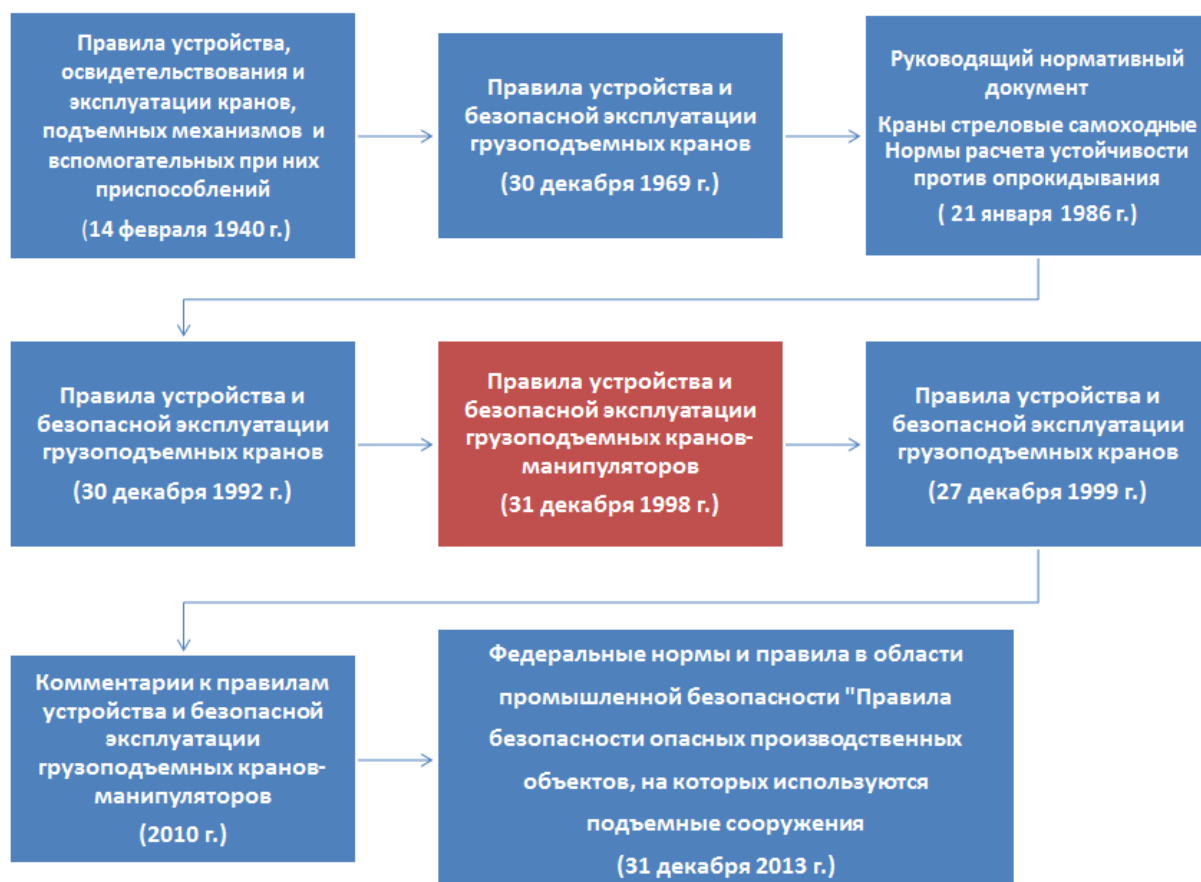 Правила устройства,
освидетельствования и
эксплуатации кранов,
подъемных механизмов и
вспомогательных при них
приспособлений
(14 февраля 1940 г.)
Правила устройства и
безопасной эксплуатации
грузоподъемных кранов
(30 декабря 1969 г.)
Руководящий нормативный
документ
Краны стреловые самоходные
Нормы расчета устойчивости
против опрокидывания
( 21 января 1986 г.)
Правила устройства и
безопасной эксплуатации
грузоподъемных кранов
(30 декабря 1992 г.)
Правила устройства и
безопасной эксплуатации
грузоподъемных кранов-
манипуляторов
(31 декабря 1998 г.)
Правила устройства и
безопасной эксплуатации
грузоподъемных кранов
(27 декабря 1999 г.)
Комментарии к правилам
устройства и безопасной
эксплуатации
грузоподъемных кранов-
манипуляторов
(2010 г.)
Федеральные нормы и правила в области
промышленной безопасности "Правила
безопасности опасных производственных
объектов, на которых используются
подъемные сооружения
(31 декабря 2013 г.)